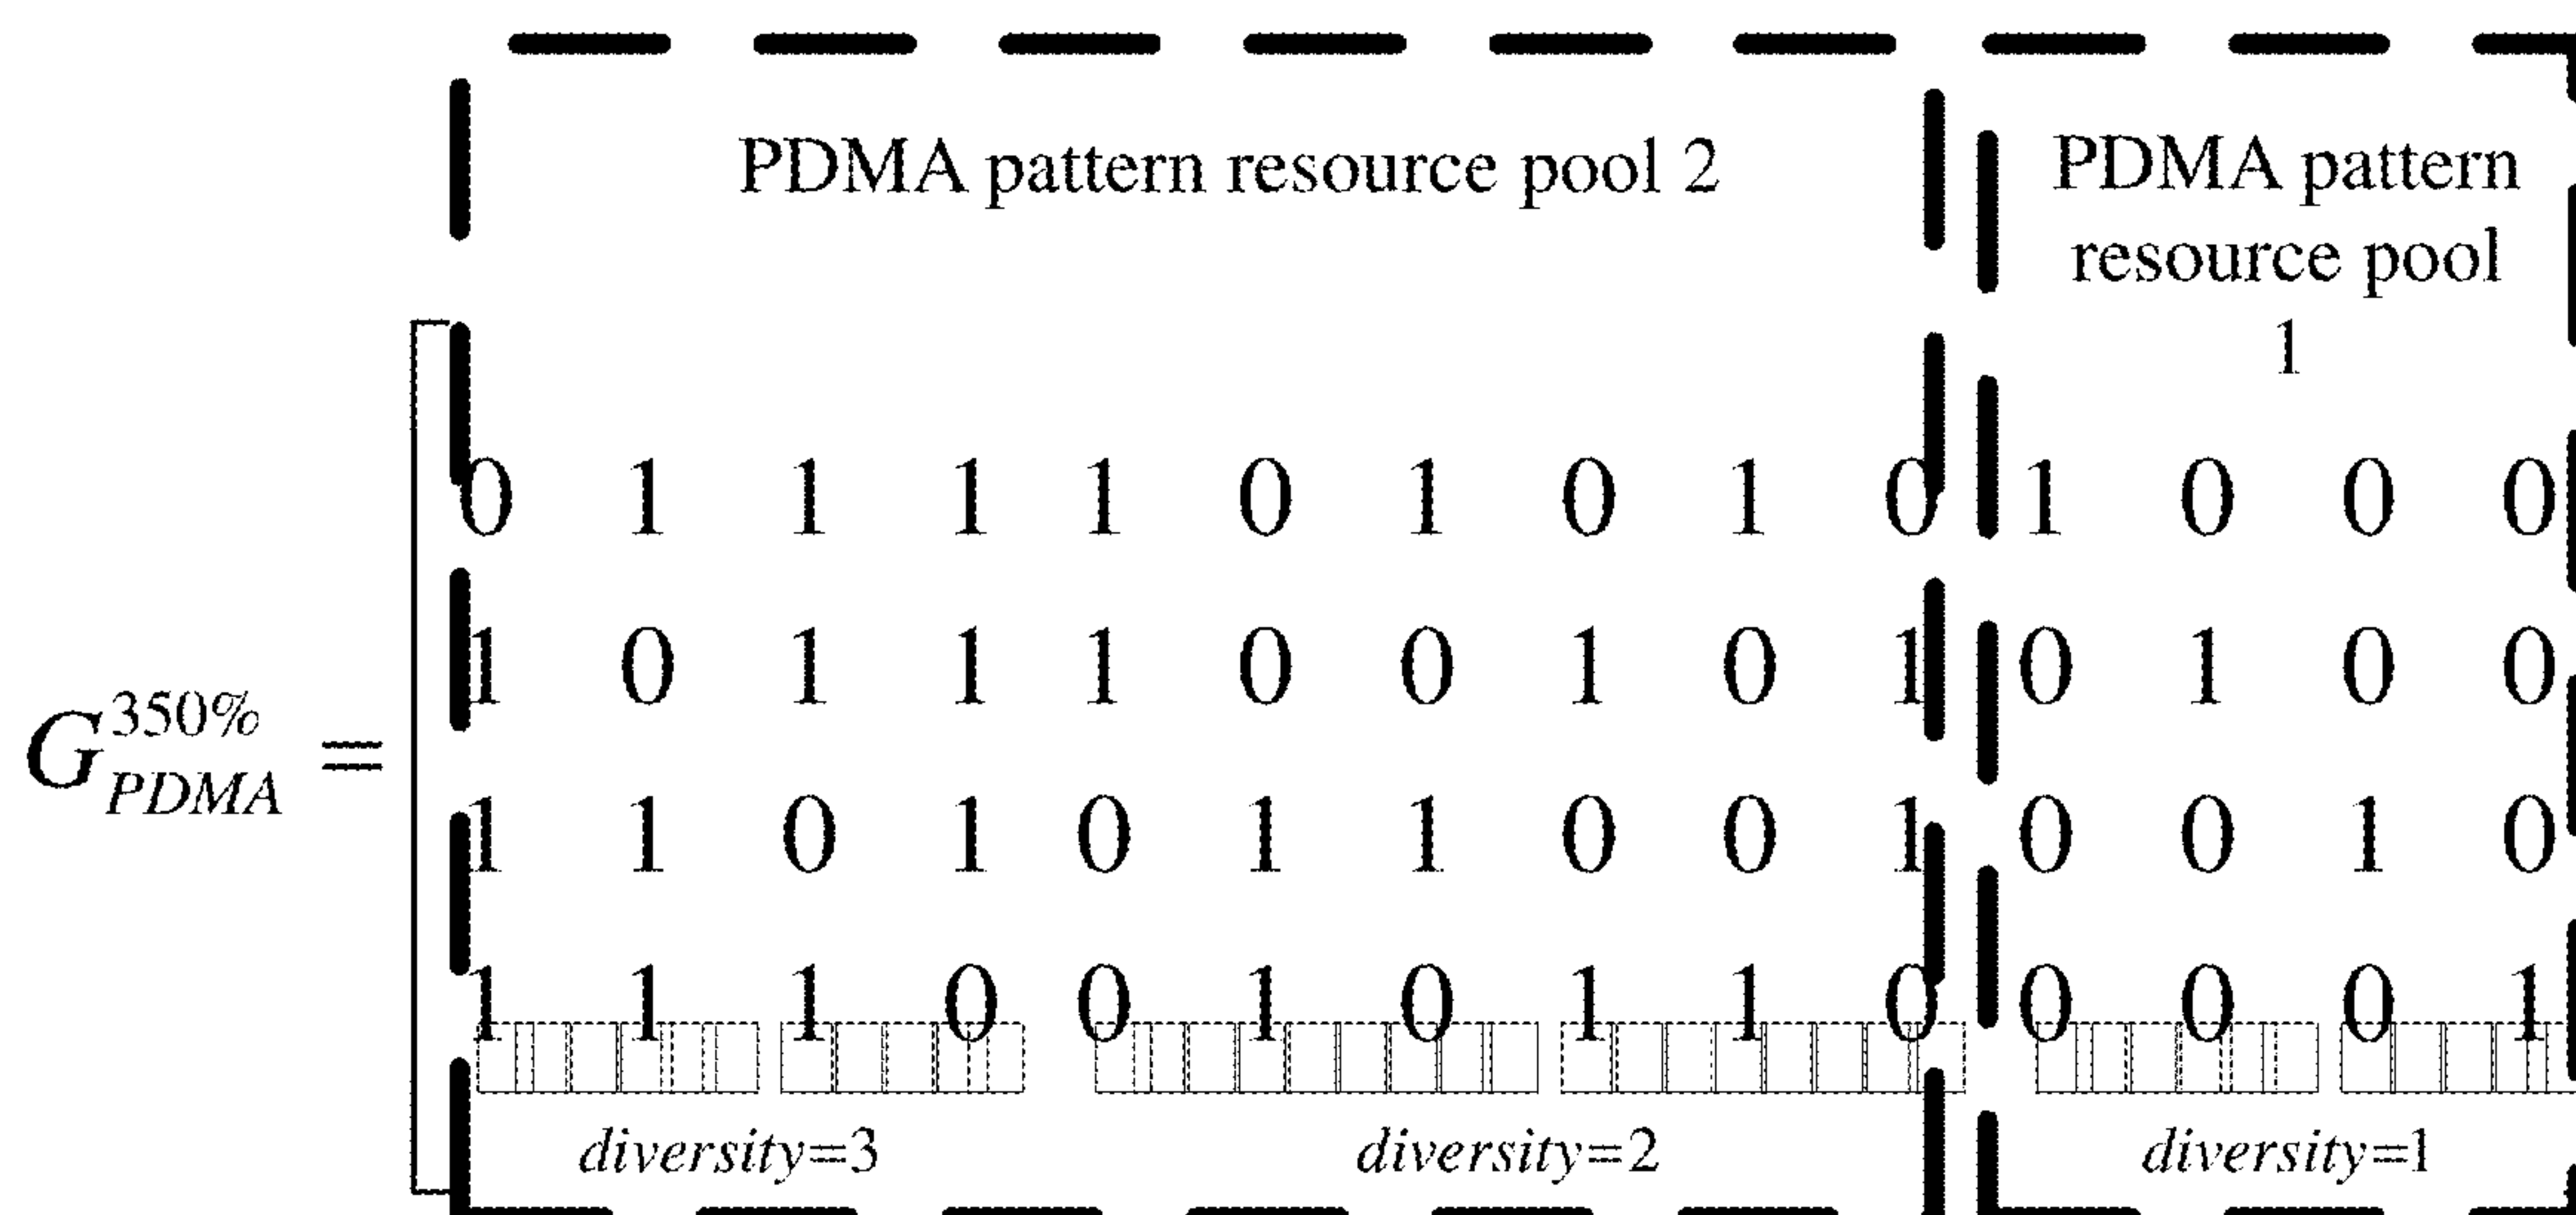 PDMA pattern resource pool 2
PDMA pattern
resource pool
1
0 1 1 1 1 0 1 0 1 0 1 0 0 0
1 0 1 1 1 0 0 1 0 1 0 1 0 0
G 350% PDMA =
1 1 0 1 0 1 1 0 0 1 0 0 1 0
1 1 1 0 0 1 0 1 1 0 0 0 0 1
diversity=3 diversity=2 diversity=1